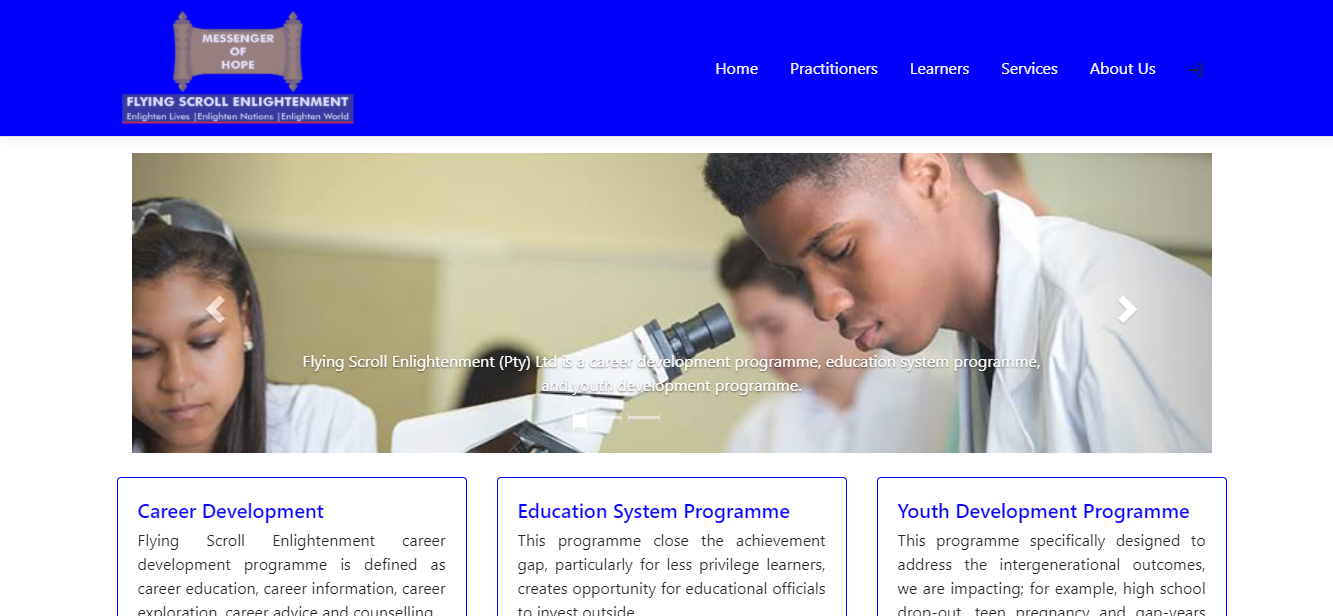 MESSENGER
OF
HOPE
FLYING SCROLL ENLIGHTENMENT
Enlighten Lives |Enlighten Nations |Enlighten World
Home Practitioners Learners Services About Us
Flying Scroll Enlightenment (Pty) Ltd is a career development programme, education system programme,
and youth development programme.
Career Development
Flying Scroll Enlightenment career
development programme is defined as
career education, career information, career
exploration, career advice and counselling
Education System Programme
This programme close the achievement
gap, particularly for less privilege learners,
creates opportunity for educational officials
to invest outside
Youth Development Programme
This programme specifically designed to
address the intergenerational outcomes,
we are impacting; for example, high school
drop-out, teen pregnancy and gap-years